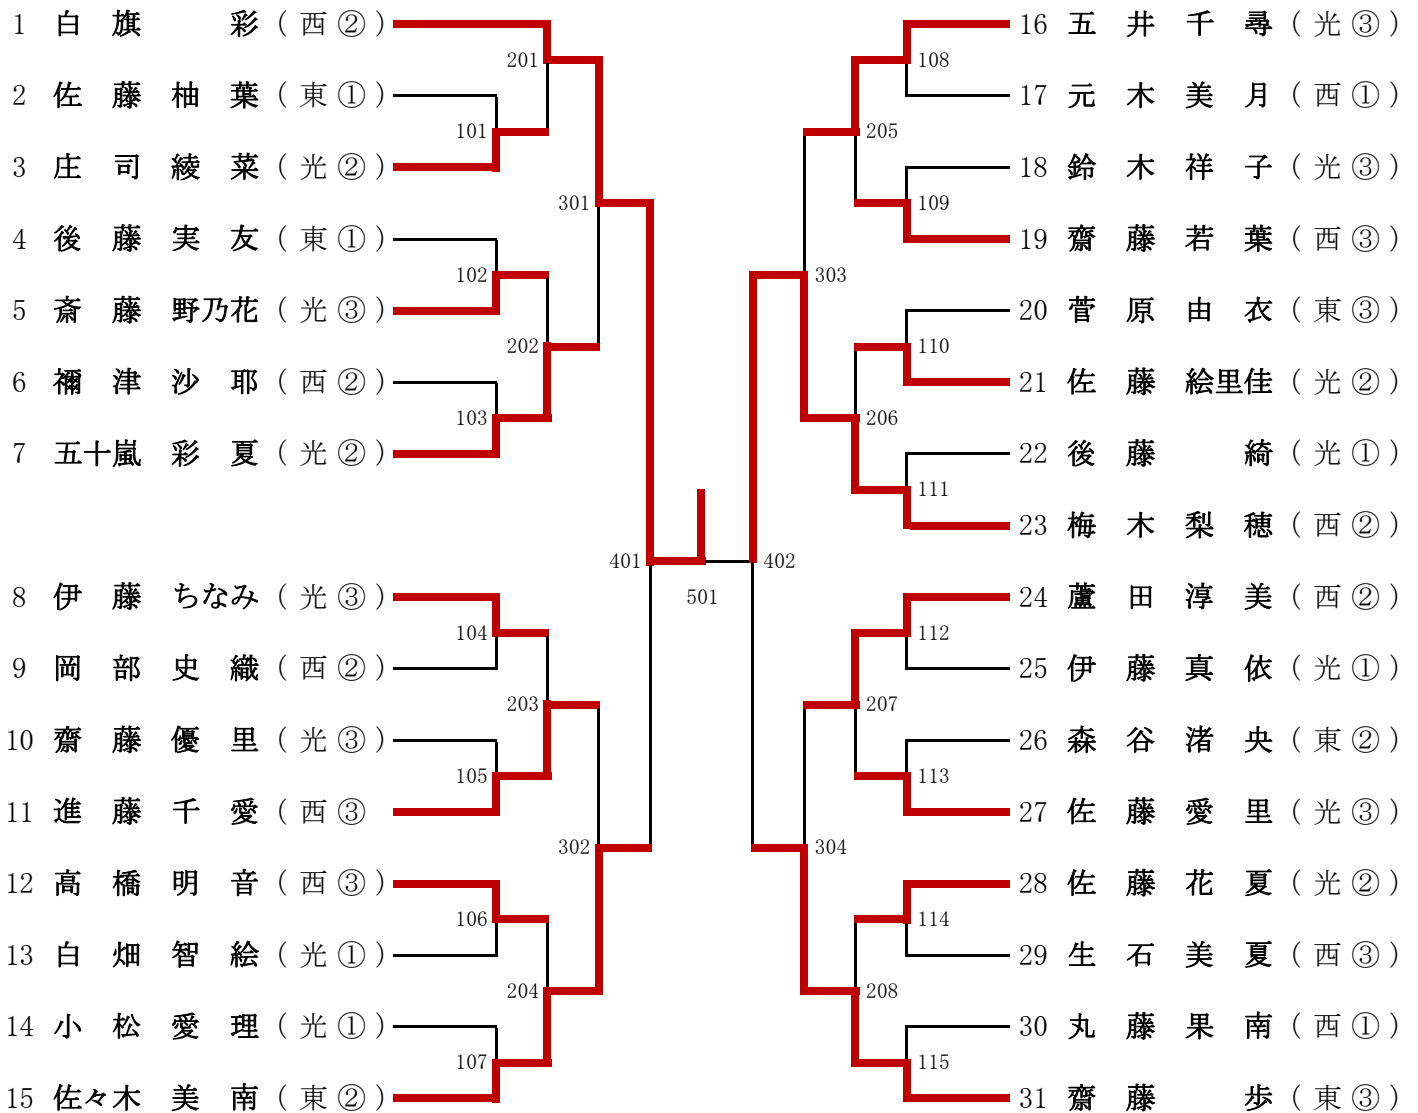 1 白旗 彩 (西②)
201
2 佐藤柚葉 (東①)
101
3 庄司綾菜 (光②)
301
4 後藤実友 (東①)
102
5 斎藤野乃花 (光③)
202
6 禰津沙耶 (西②)
103
7 五十嵐彩夏 (光②)
401
8 伊藤ちなみ (光③)
104
9 岡部史織 (西②)
203
10 齋藤優里 (光③)
105
11 進藤千愛 (西③
302
12 高橋明音 (西③)
106
13 白畑智絵 (光①)
204
14 小松愛理 (光①)
107
15 佐々木美南 (東②)
501
16 五井千尋 (光③)
108
17 元木美月 (西①)
205
18 鈴木祥子 (光③)
109
19 齋藤若葉 (西③)
303
20 菅原由衣 (東③)
110
21 佐藤絵里佳 (光②)
206
22 後藤 綺 (光①)
111
23 梅木梨穂 (西②)
402
24 蘆田淳美 (西②)
112
25 伊藤真依 (光①)
207
26 森谷渚央 (東②)
113
27 佐藤愛里 (光③)
304
28 佐藤花夏 (光②)
114
29 生石美夏 (西③)
208
30 丸藤果南 (西①)
115
31 齋藤 歩 (東③)